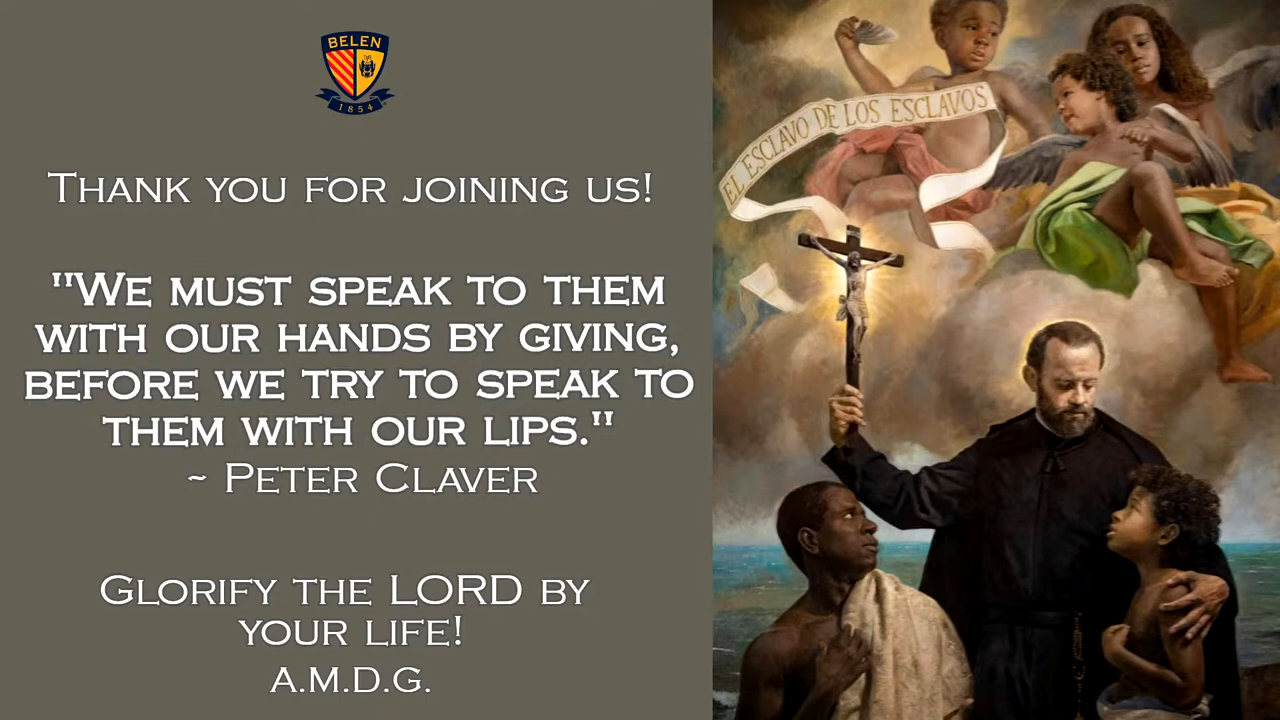 BELEN
1854
THANK YOU FOR JOINING US!
"WE MUST SPEAK TO THEM
WITH OUR HANDS BY GIVING,
BEFORE WE TRY TO SPEAK TO
THEM WITH OUR LIPS."
~ PETER CLAVER
GLORIFY THE LORD BY
YOUR LIFE!
A.M.D.G.
EL ESCLAVO DE LOS ESCLAVOS